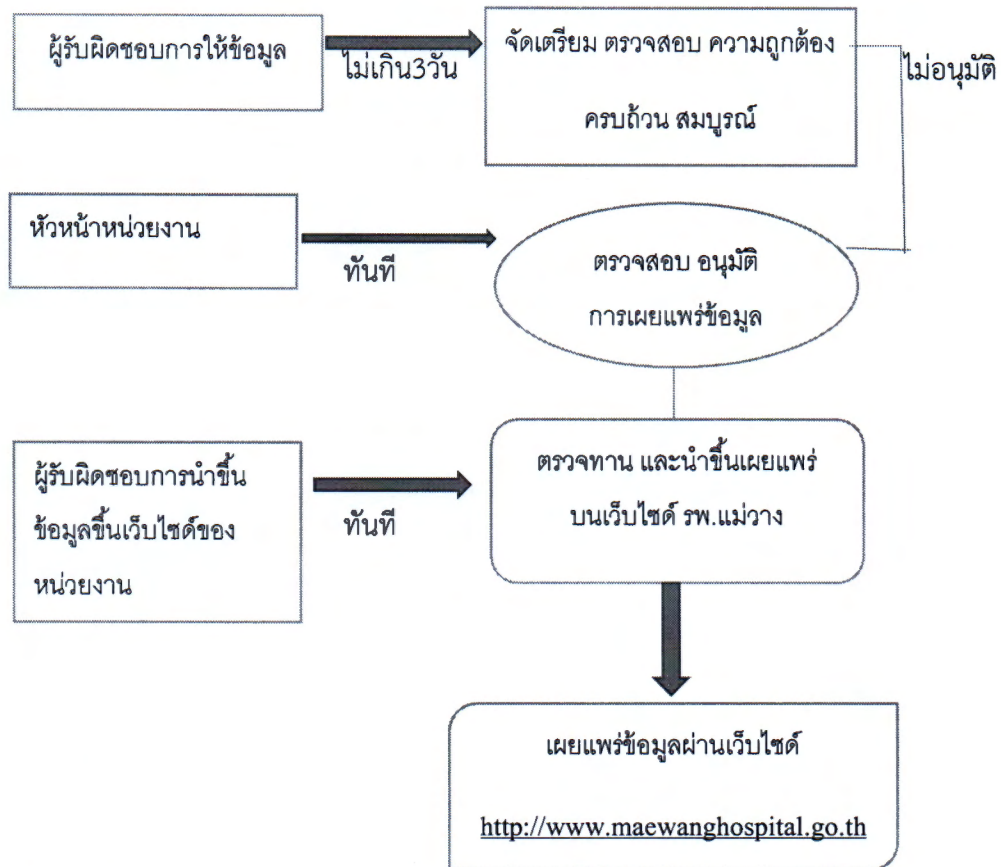 ผู้รับผิดชอบการให้ข้อมูล
ไม่เกิน3วัน
จัดเตรียม ตรวจสอบ ความถูกต้อง
ครบถ้วน สมบูรณ์
ไม่อนุมัติ
หัวหน้าหน่วยงาน
ทันที
ตรวจสอบ อนุมัติ
การเผยแพร่ข้อมูล
ผู้รับผิดชอบการนำขึ้น
ข้อมูลขึ้นเว็บไซด์ของ
หน่วยงาน
ทันที
ตรวจทาน และนำขึ้นเผยแพร่
บนเว็บไซด์ รพ.แม่วาง
เผยแพร่ข้อมูลผ่านเว็บไซด์
http://www.maewanghospital.go.th